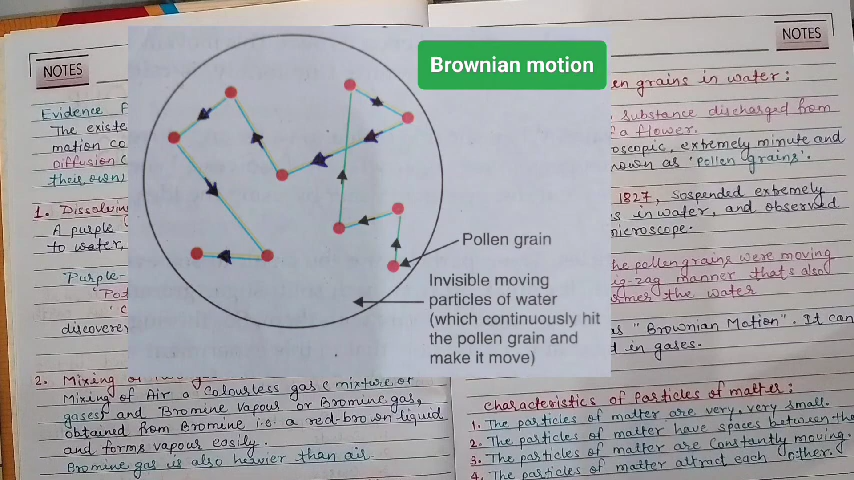 NOTES
Evidence
The existe
motion co
Diffusion
their own
1. Dissolvin
A purple
to water,
Purple-
discovere
2. Mixing of
Mixing of Air a Colourless gas (mixture of
gases) and Bromine Vapour or Bromine gas,
obtained from Bromine i.e. a red-brown liquid
and forms vapour easily.
Bromine gas is also heavier than air.
Brownian motion
Pollen grain
Invisible moving
particles of water
(which continuously hit
the pollen grain and
make it move)
NOTES
en grains in water:
substance discharged from
a flower.
oscopic, extremely minute and
nown as 'Pollen grains'.
1827, suspended extremely
s in water, and observed
microscope.
he pollen grains were moving
zig-zag manner that's also
rmer the water
as "Brownian Motion". It can
d in gases.
Characteristics of Particles of matter:
1. The particles of matter are very, very small.
2. The particles of matter have spaces between the
3. The particles of matter are constantly moving.
4. The particles of matter attract each other.